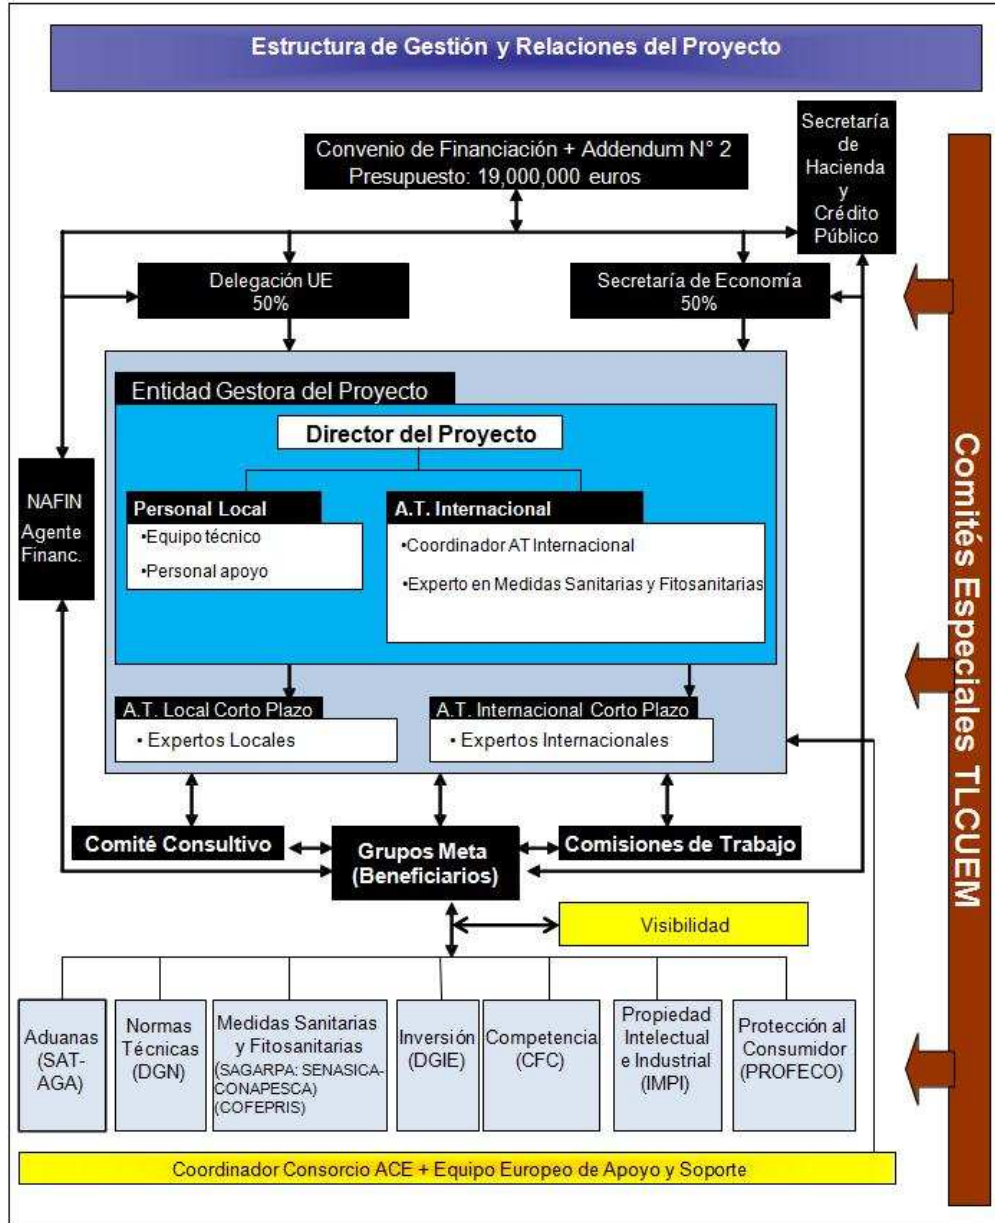 Estructura de Gestión y Relaciones del Proyecto
Secretaría
de
Hacienda
y
Crédito
Público
Convenio de Financiación + Addendum N° 2
Presupuesto: 19,000,000 euros
Delegación UE
50%
Secretaría de Economía
50%
Entidad Gestora del Proyecto
Director del Proyecto
NAFIN
Agente
Financ.
Personal Local
•Equipo técnico
•Personal apoyo
A.T. Internacional
•Coordinador AT Internacional
•Experto en Medidas Sanitarias y Fitosanitarias
A.T. Local Corto Plazo
• Expertos Locales
A.T. Internacional Corto Plazo
• Expertos Internacionales
Comité Consultivo
Grupos Meta
(Beneficiarios)
Comisiones de Trabajo
Visibilidad
Aduanas
(SAT-
AGA)
Normas
Técnicas
(DGN)
Medidas Sanitarias
y Fitosanitarias
(SAGARPA: SENASICA-
CONAPESCA)
(COFEPRIS)
Inversión
(DGIE)
Competencia
(CFC)
Propiedad
Intelectual
e Industrial
(IMPI)
Protección al
Consumidor
(PROFECO)
Coordinador Consorcio ACE + Equipo Europeo de Apoyo y Soporte
Comités Especiales TLCUEM